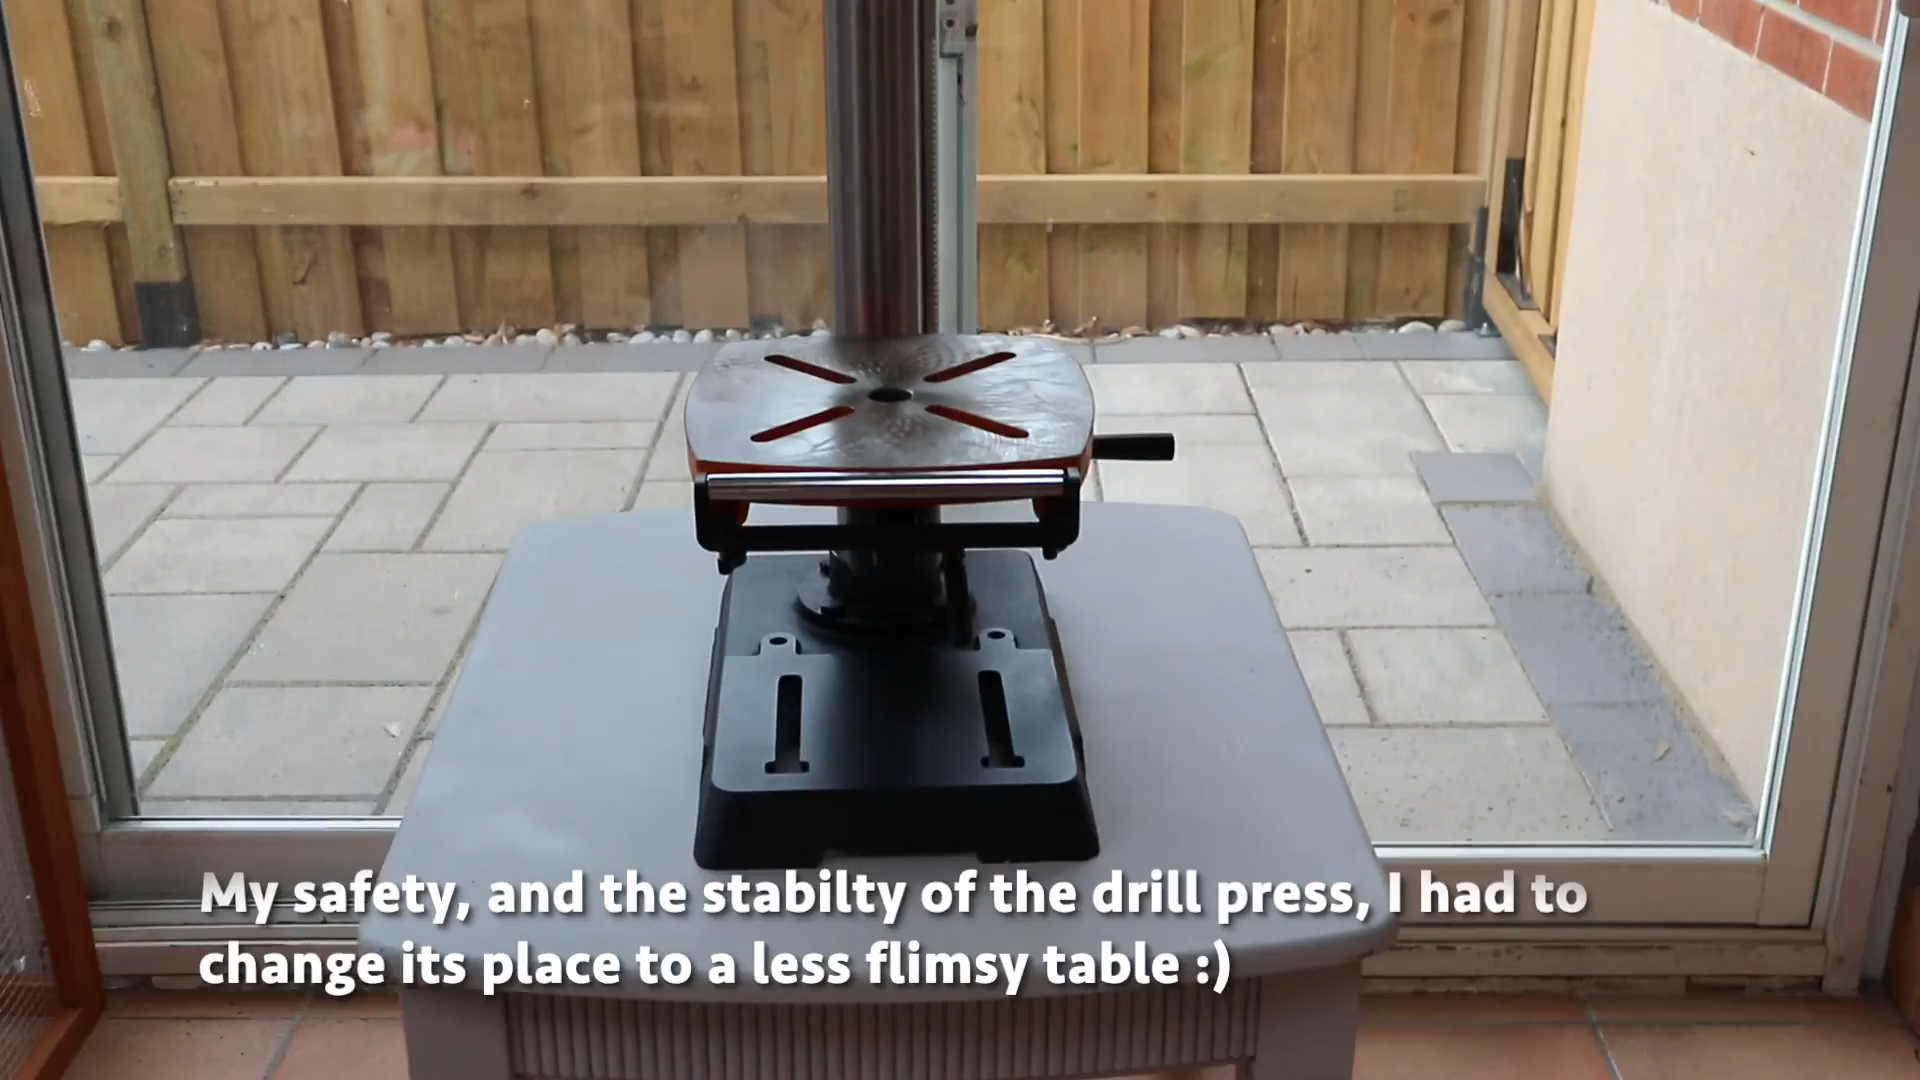 My safety, and the stabilty of the drill press, I had to
change its place to a less flimsy table :)